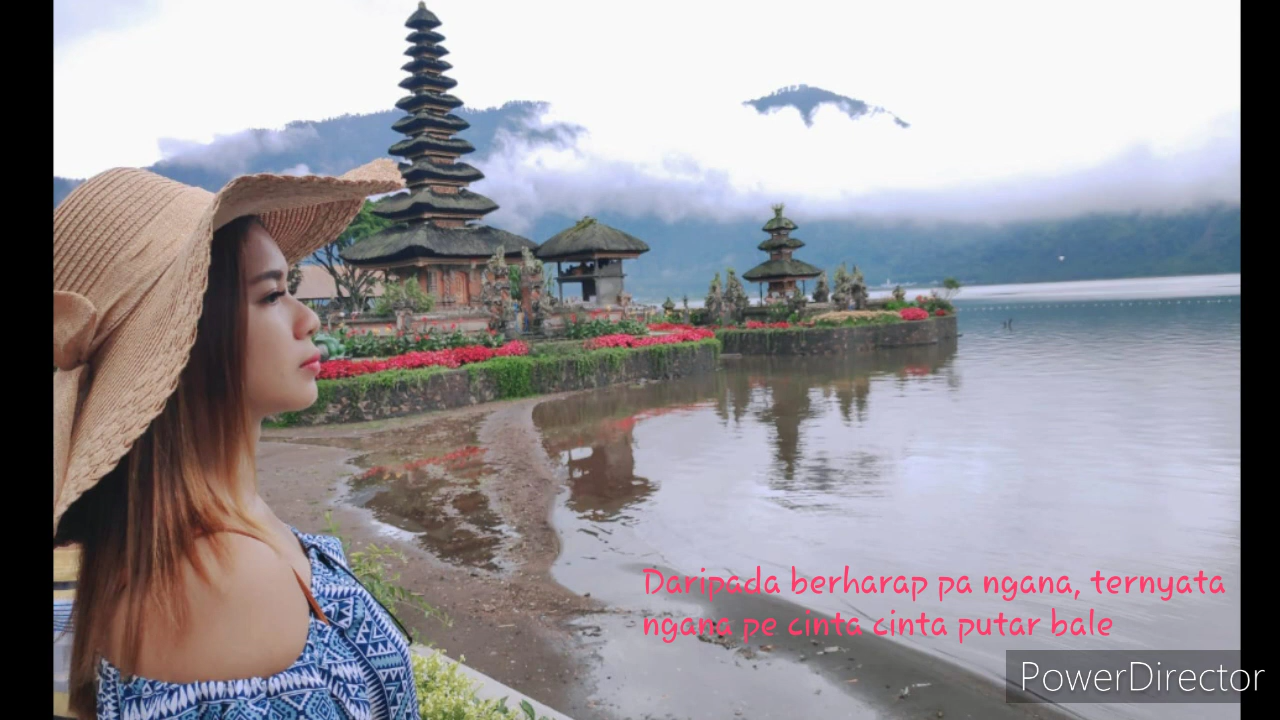 Daripada berharap pa ngana, ternyata
ngana pe cinta cinta putar bale
PowerDirector